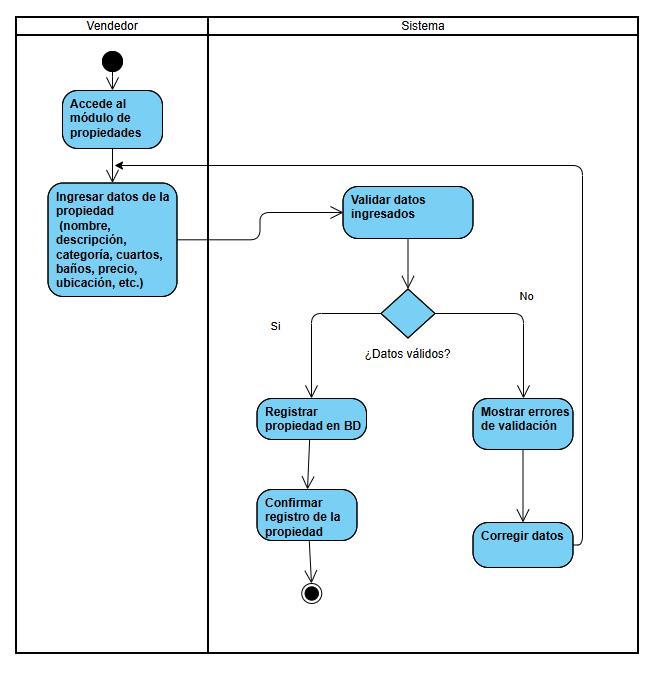 Vendedor
Sistema
Accede al
módulo de
propiedades
Ingresar datos de la
propiedad
(nombre,
descripción,
categoría, cuartos,
baños, precio,
ubicación, etc.)
Validar datos
ingresados
Si
No
¿Datos válidos?
Registrar
propiedad en BD
Mostrar errores
de validación
Confirmar
registro de la
propiedad
Corregir datos